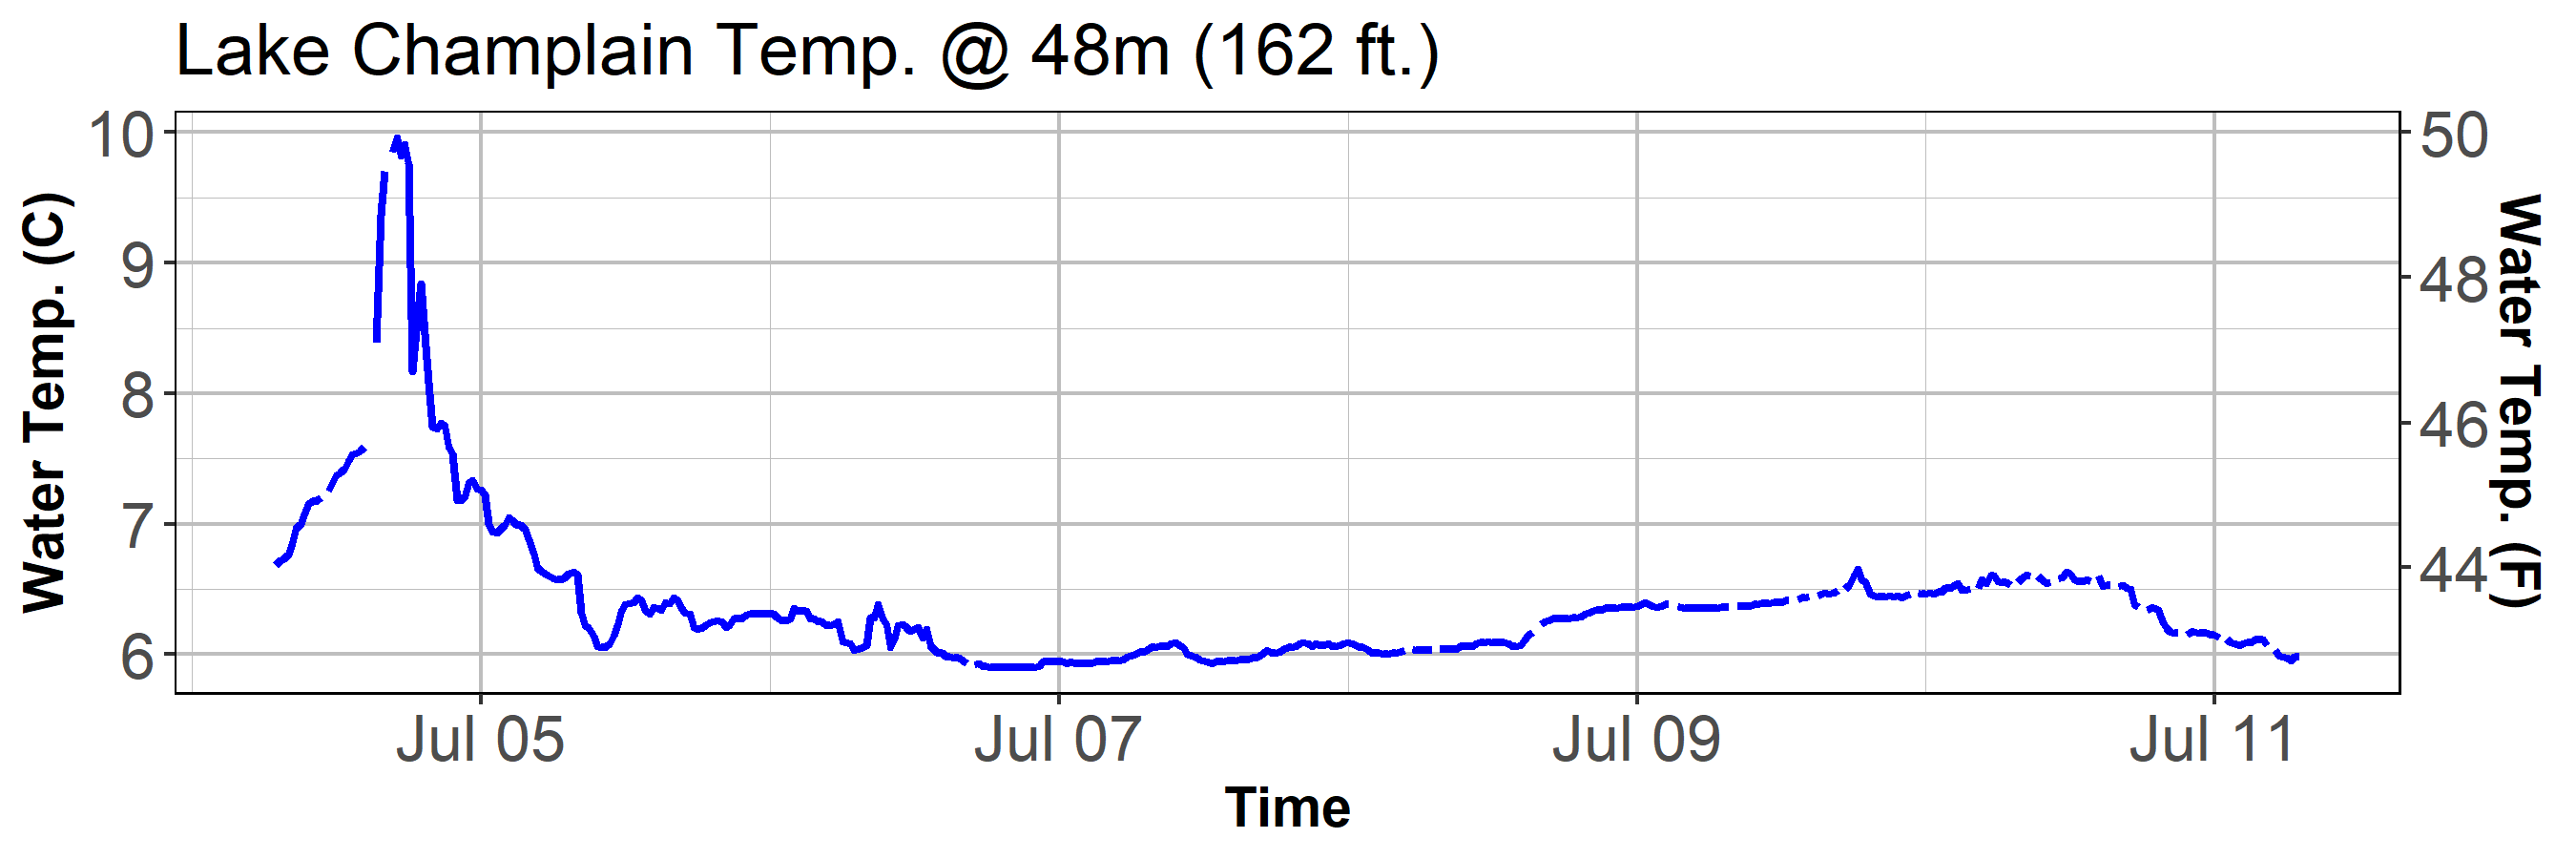 Lake Champlain Temp. @ 48m (162 ft.)
Water Temp. (C)
10
9
8
7
6
50
48
46
44
Water Temp. (F)
Jul 05
Jul 07
Jul 09
Jul 11
Time